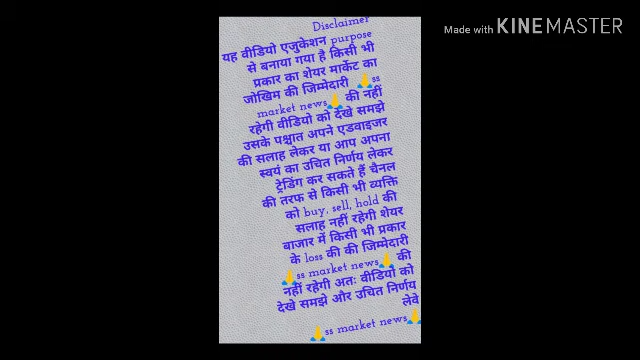 Made with KINEMASTER
Disclaimer
यह वीडियो एजुकेशन purpose
से बनाया गया है किसी भी
प्रकार का शेयर मार्केट का
जोखिम की जिम्मेदारी 🙏ss
market news🙏 की नहीं
रहेगी वीडियो को देखे समझे
उसके पश्चात अपने एडवाइजर
की सलाह लेकर या आप अपना
स्वयं का उचित निर्णय लेकर
ट्रेडिंग कर सकते हैं चैनल
की तरफ से किसी भी व्यक्ति
को buy, sell, hold की
सलाह नहीं रहेगी शेयर
बाजार में किसी भी प्रकार
के loss की की जिम्मेदारी
🙏ss market news🙏 की
नहीं रहेगी अतः वीडियो को
देखे समझे और उचित निर्णय
लेवे
🙏ss market news🙏